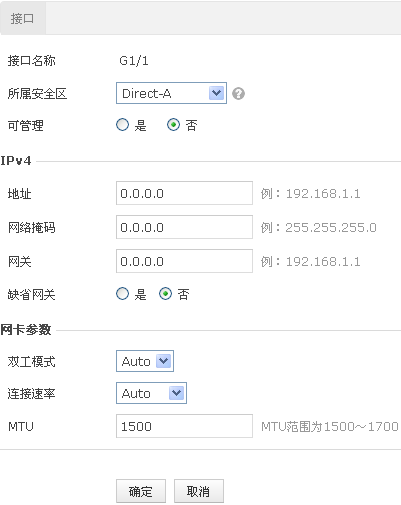 接口
接口名称 G1/1
所属安全区 Direct-A ?
可管理 是 否
IPv4
地址 0.0.0.0 例：192.168.1.1
网络掩码 0.0.0.0 例：255.255.255.0
网关 0.0.0.0 例：192.168.1.1
缺省网关 是 否
网卡参数
双工模式 Auto
连接速率 Auto
MTU 1500 MTU范围为1500～1700
确定 取消